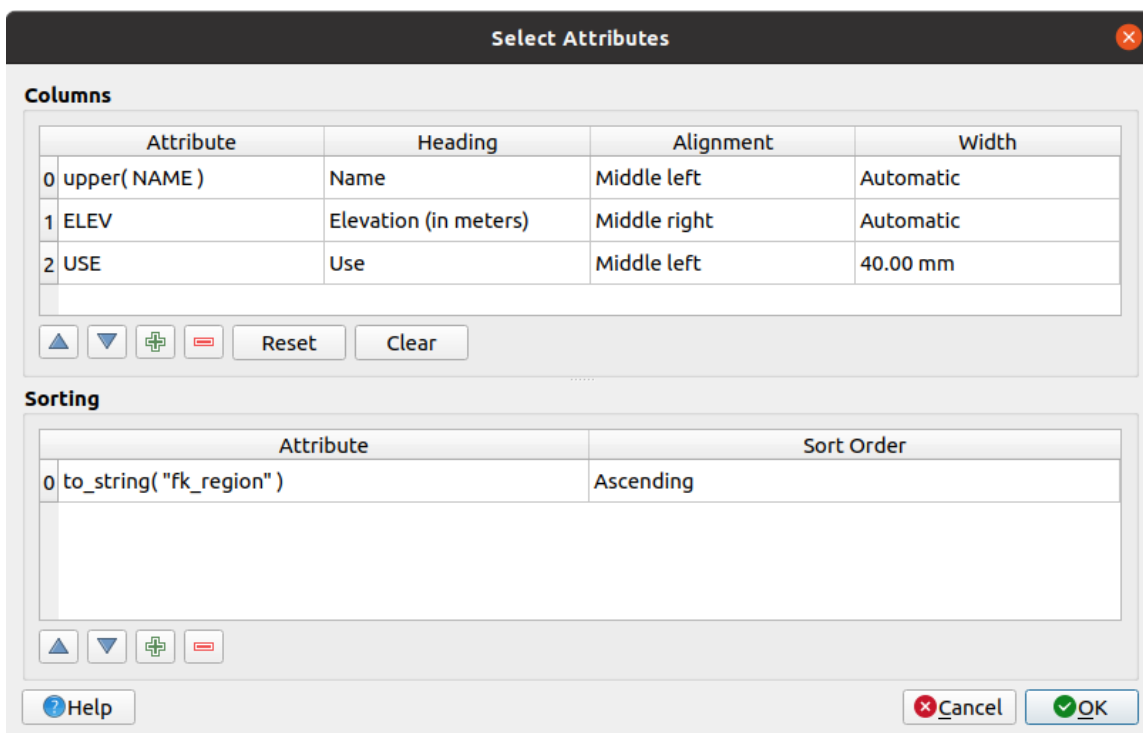 Select Attributes
Columns
Attribute Heading Alignment Width
0 upper( NAME ) Name Middle left Automatic
1 ELEV Elevation (in meters) Middle right Automatic
2 USE Use Middle left 40.00 mm
Reset Clear
Sorting
Attribute Sort Order
0 to_string( "fk_region" ) Ascending
Help Cancel OK